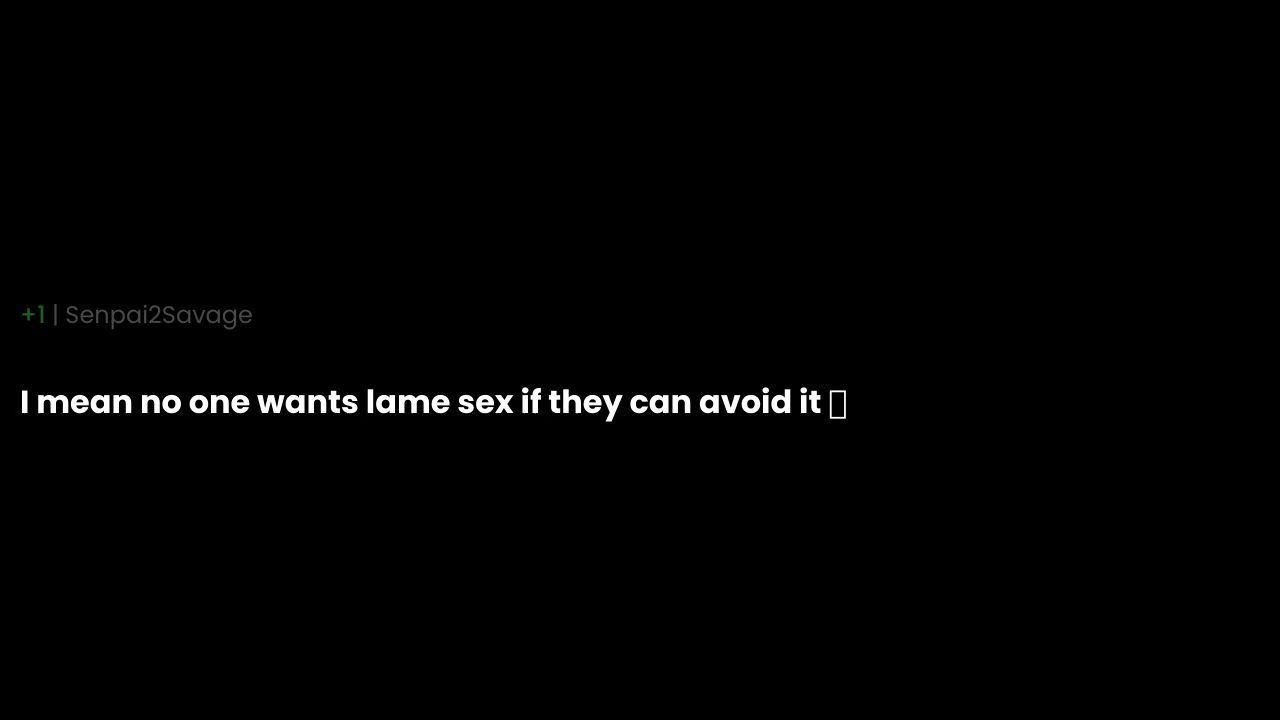 +1 | Senpai2Savage
I mean no one wants lame sex if they can avoid it